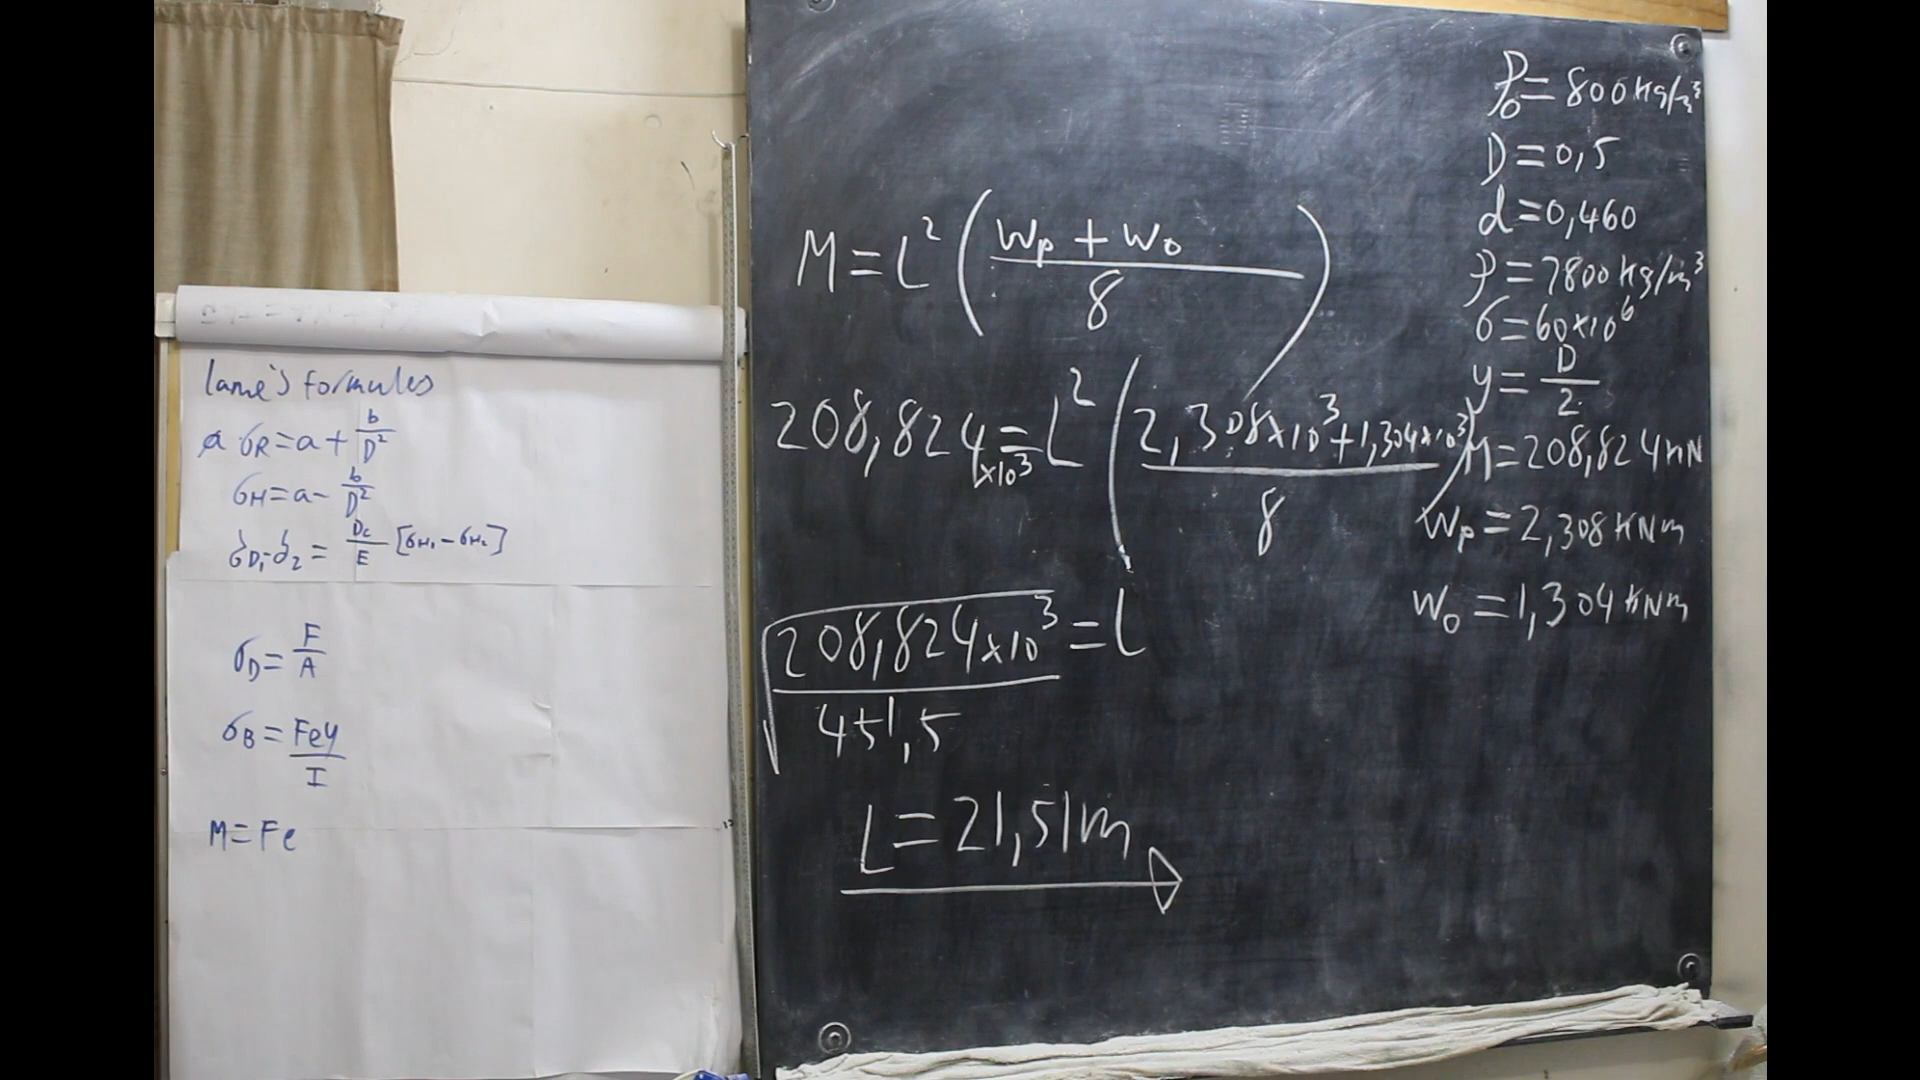 Lame's formules
a σR = a + b/D²
σH = a - b/D²
δD₁-δ₂ = Dc/E [σH₁ - σH₂]
σD = F/A
σB = Fey/I
M = Fe
M = L² (wp + wo / 8)
208,824 ×10³ = L² (2,308×10³ + 1,304×10³ / 8)
√(208,824×10³ / 451,5) = L
L = 21,51m
ρo = 800 kg/m³
D = 0,5
d = 0,460
ρ = 7800 kg/m³
σ = 60×10⁶
y = D/2
M = 208,824 kN
Wp = 2,308 KNm
Wo = 1,304 KNm